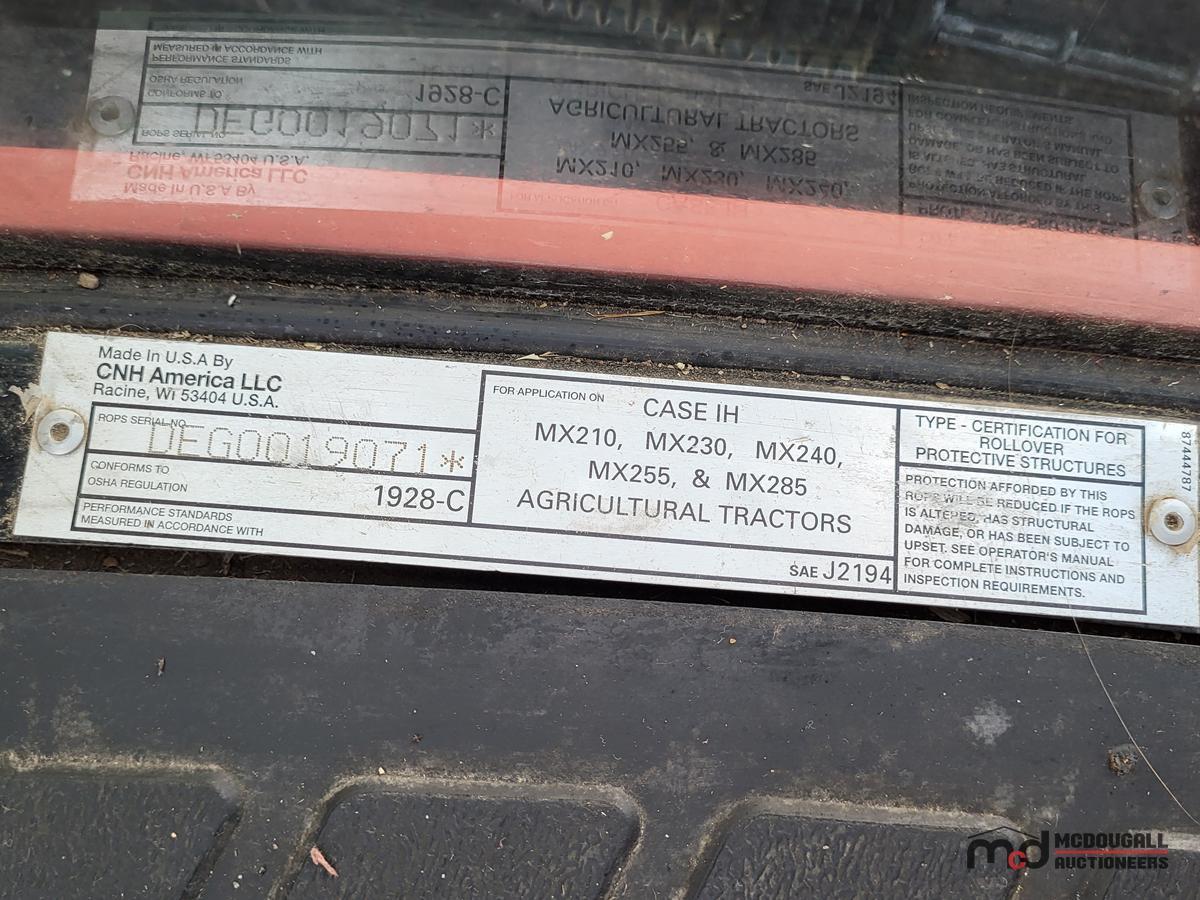 Made In U.S.A By
CNH America LLC
Racine, WI 53404 U.S.A.
ROPS SERIAL NO.
DEG0019071*
CONFORMS TO
OSHA REGULATION
1928-C
PERFORMANCE STANDARDS
MEASURED IN ACCORDANCE WITH
SAE J2194
FOR APPLICATION ON
CASE IH
MX210, MX230, MX240,
MX255, & MX285
AGRICULTURAL TRACTORS
TYPE - CERTIFICATION FOR
ROLLOVER
PROTECTIVE STRUCTURES
PROTECTION AFFORDED BY THIS
ROPS WILL BE REDUCED IF THE ROPS
IS ALTERED, HAS STRUCTURAL
DAMAGE, OR HAS BEEN SUBJECT TO
UPSET. SEE OPERATOR'S MANUAL
FOR COMPLETE INSTRUCTIONS AND
INSPECTION REQUIREMENTS.
87444787
mcd MCDOUGALL
AUCTIONEERS